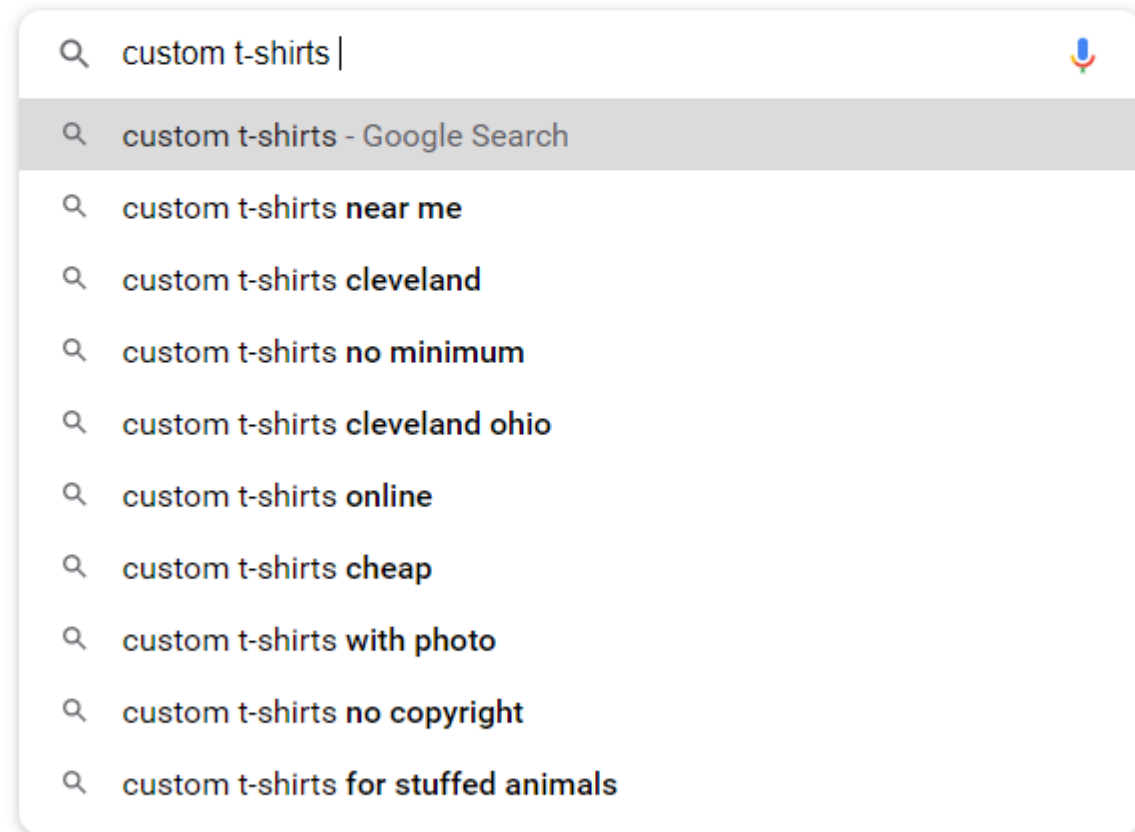 custom t-shirts
custom t-shirts - Google Search
custom t-shirts near me
custom t-shirts cleveland
custom t-shirts no minimum
custom t-shirts cleveland ohio
custom t-shirts online
custom t-shirts cheap
custom t-shirts with photo
custom t-shirts no copyright
custom t-shirts for stuffed animals